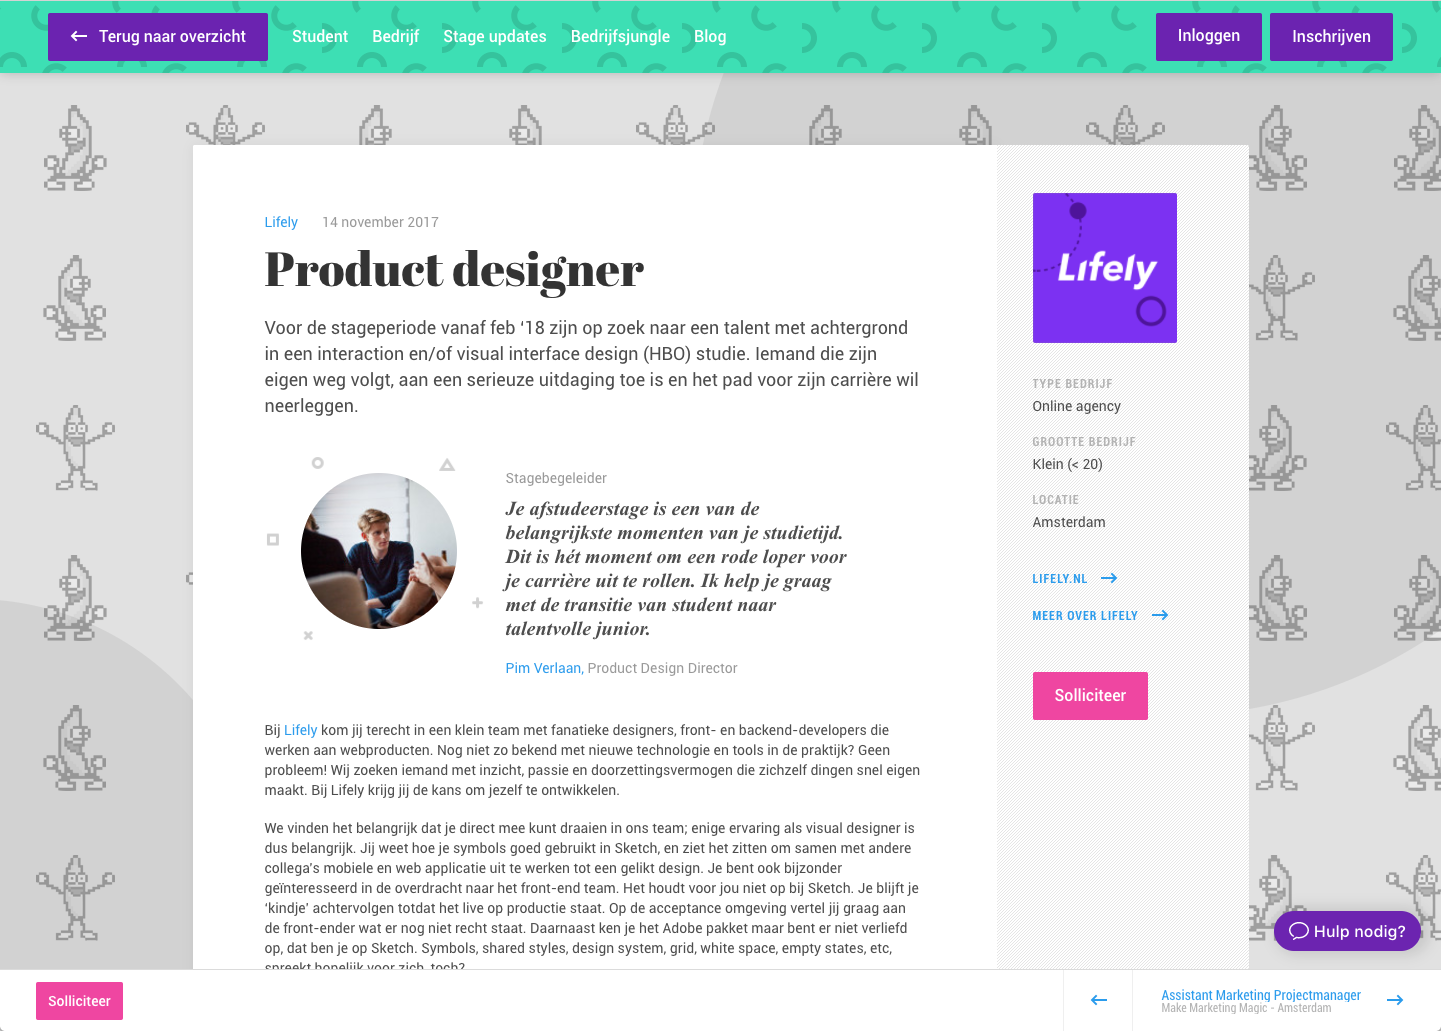 Terug naar overzicht
Student
Bedrijf
Stage updates
Bedrijfsjungle
Blog
Inloggen
Inschrijven
Lifely
14 november 2017
Product designer
Voor de stageperiode vanaf feb ‘18 zijn op zoek naar een talent met achtergrond
in een interaction en/of visual interface design (HBO) studie. Iemand die zijn
eigen weg volgt, aan een serieuze uitdaging toe is en het pad voor zijn carrière wil
neerleggen.
Stagebegeleider
Je afstudeerstage is een van de
belangrijkste momenten van je studietijd.
Dit is hét moment om een rode loper voor
je carrière uit te rollen. Ik help je graag
met de transitie van student naar
talentvolle junior.
Pim Verlaan, Product Design Director
Bij Lifely kom jij terecht in een klein team met fanatieke designers, front- en backend-developers die
werken aan webproducten. Nog niet zo bekend met nieuwe technologie en tools in de praktijk? Geen
probleem! Wij zoeken iemand met inzicht, passie en doorzettingsvermogen die zichzelf dingen snel eigen
maakt. Bij Lifely krijg jij de kans om jezelf te ontwikkelen.
We vinden het belangrijk dat je direct mee kunt draaien in ons team; enige ervaring als visual designer is
dus belangrijk. Jij weet hoe je symbols goed gebruikt in Sketch, en ziet het zitten om samen met andere
collega's mobiele en web applicatie uit te werken tot een gelikt design. Je bent ook bijzonder
geïnteresseerd in de overdracht naar het front-end team. Het houdt voor jou niet op bij Sketch. Je blijft je
‘kindje’ achtervolgen totdat het live op productie staat. Op de acceptance omgeving vertel jij graag aan
de front-ender wat er nog niet recht staat. Daarnaast ken je het Adobe pakket maar bent er niet verliefd
op, dat ben je op Sketch. Symbols, shared styles, design system, grid, white space, empty states, etc,
spreekt hopelijk voor zich, toch?
Lifely
TYPE BEDRIJF
Online agency
GROOTTE BEDRIJF
Klein (< 20)
LOCATIE
Amsterdam
LIFELY.NL
MEER OVER LIFELY
Solliciteer
Hulp nodig?
Solliciteer
Assistant Marketing Projectmanager
Make Marketing Magic - Amsterdam